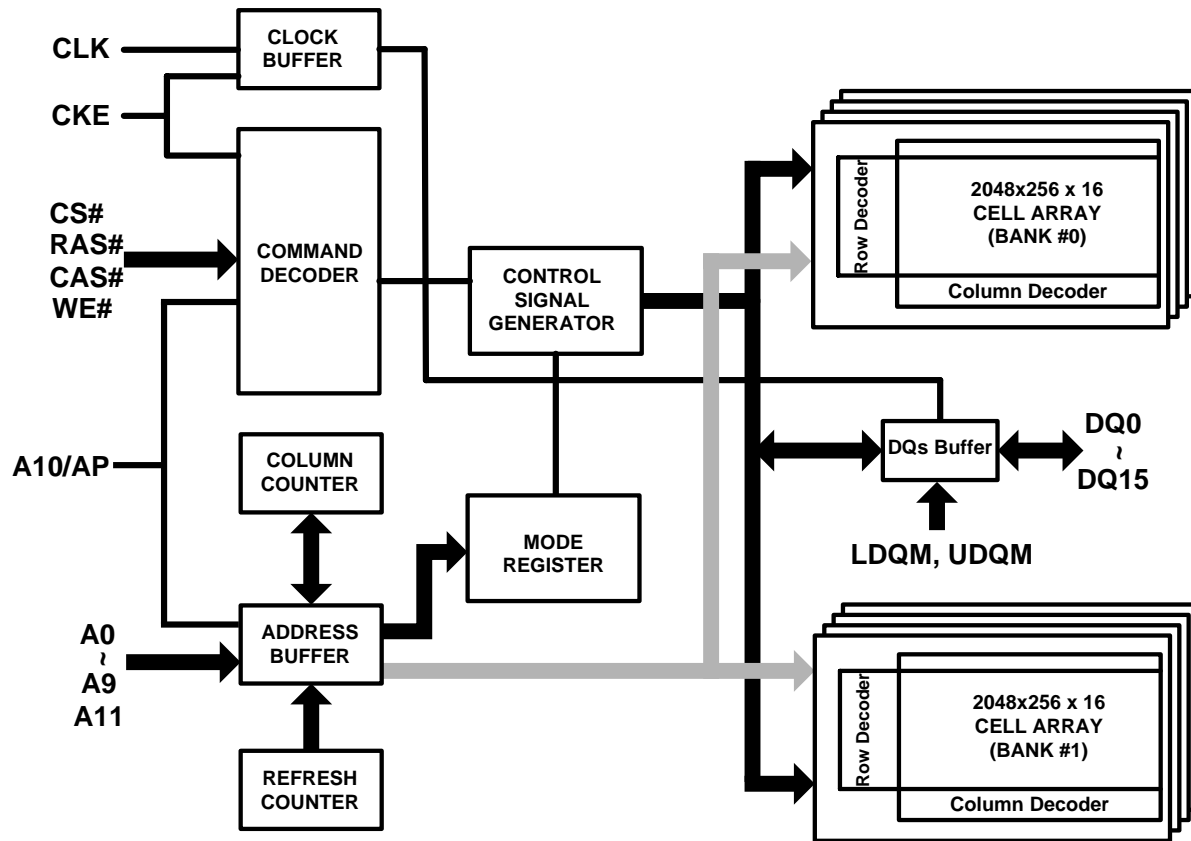 CLK
CLOCK
BUFFER
CKE
CS#
RAS#
CAS#
WE#
COMMAND
DECODER
CONTROL
SIGNAL
GENERATOR
Row Decoder
2048x256 x 16
CELL ARRAY
(BANK #0)
Column Decoder
A10/AP
COLUMN
COUNTER
MODE
REGISTER
DQs Buffer
DQ0
~
DQ15
LDQM, UDQM
A0
~
A9
A11
ADDRESS
BUFFER
REFRESH
COUNTER
Row Decoder
2048x256 x 16
CELL ARRAY
(BANK #1)
Column Decoder